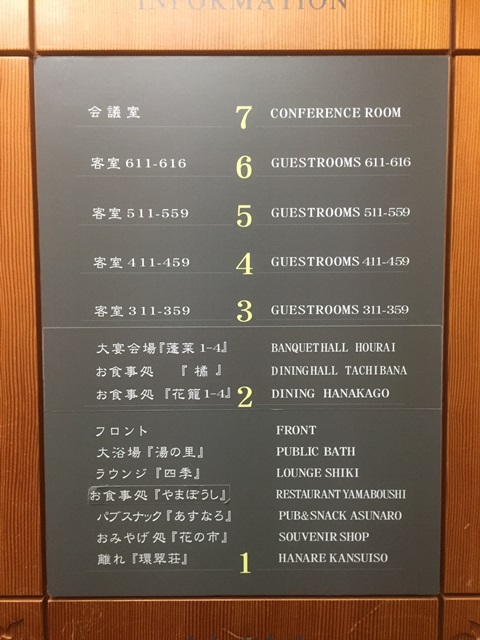 INFORMATION
会議室 7 CONFERENCE ROOM
客室 611-616 6 GUESTROOMS 611-616
客室 511-559 5 GUESTROOMS 511-559
客室 411-459 4 GUESTROOMS 411-459
客室 311-359 3 GUESTROOMS 311-359
大宴会場『蓬莱 1-4』 BANQUET HALL HOURAI
お食事処 『橘』 DINING HALL TACHIBANA
お食事処 『花籠 1-4』 2 DINING HANAKAGO
フロント FRONT
大浴場『湯の里』 PUBLIC BATH
ラウンジ『四季』 LOUNGE SHIKI
お食事処『やまぼうし』 RESTAURANT YAMABOUSHI
パブスナック『あすなろ』 PUB&SNACK ASUNARO
おみやげ処『花の市』 SOUVENIR SHOP
離れ『環翠荘』 1 HANARE KANSUISO